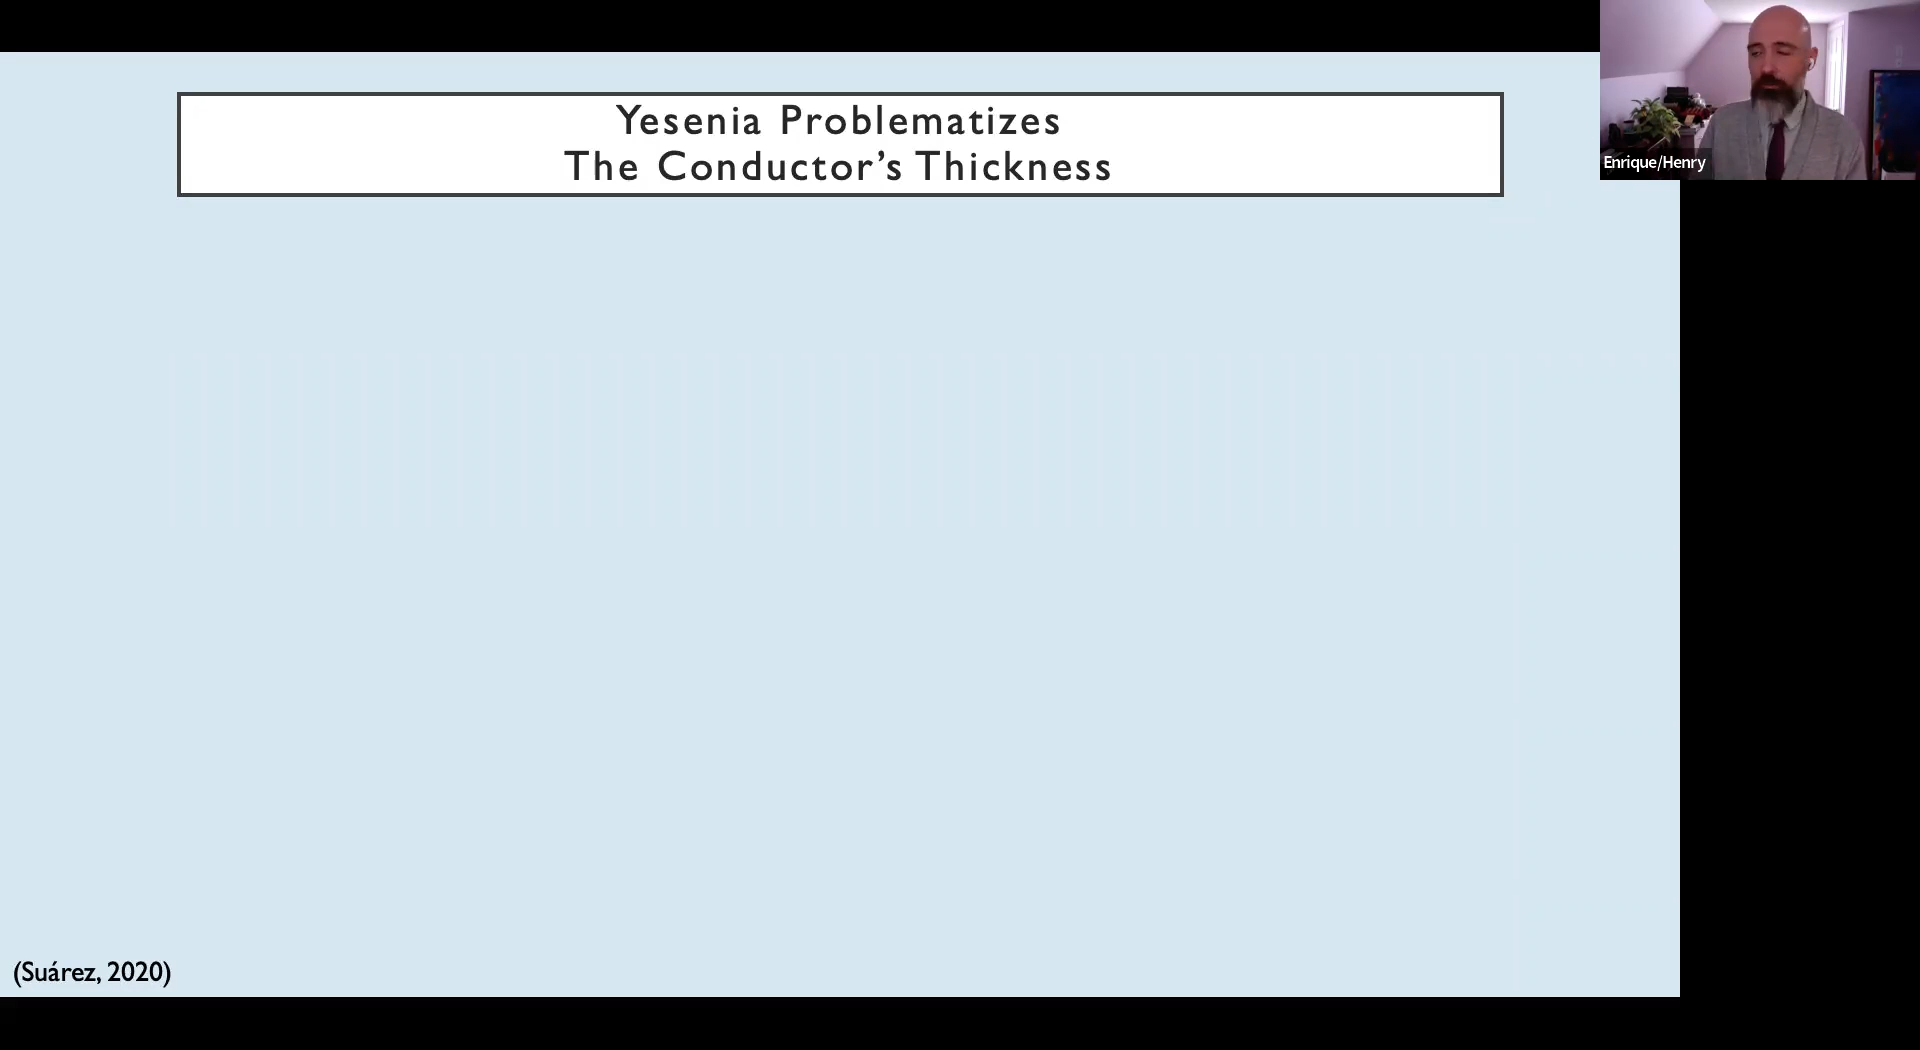 Yesenia Problematizes
The Conductor’s Thickness
Enrique/Henry
(Suárez, 2020)